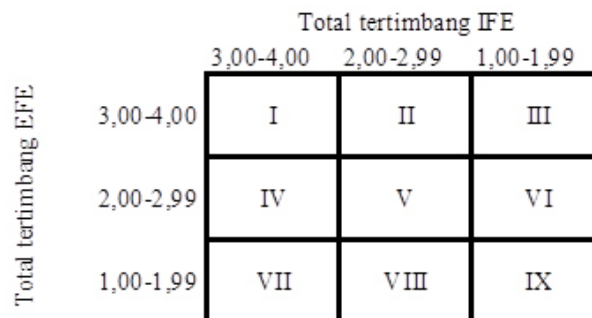 Total tertimbang IFE
3,00-4,00 2,00-2,99 1,00-1,99
Total tertimbang EFE
3,00-4,00 I II III
2,00-2,99 IV V VI
1,00-1,99 VII VIII IX